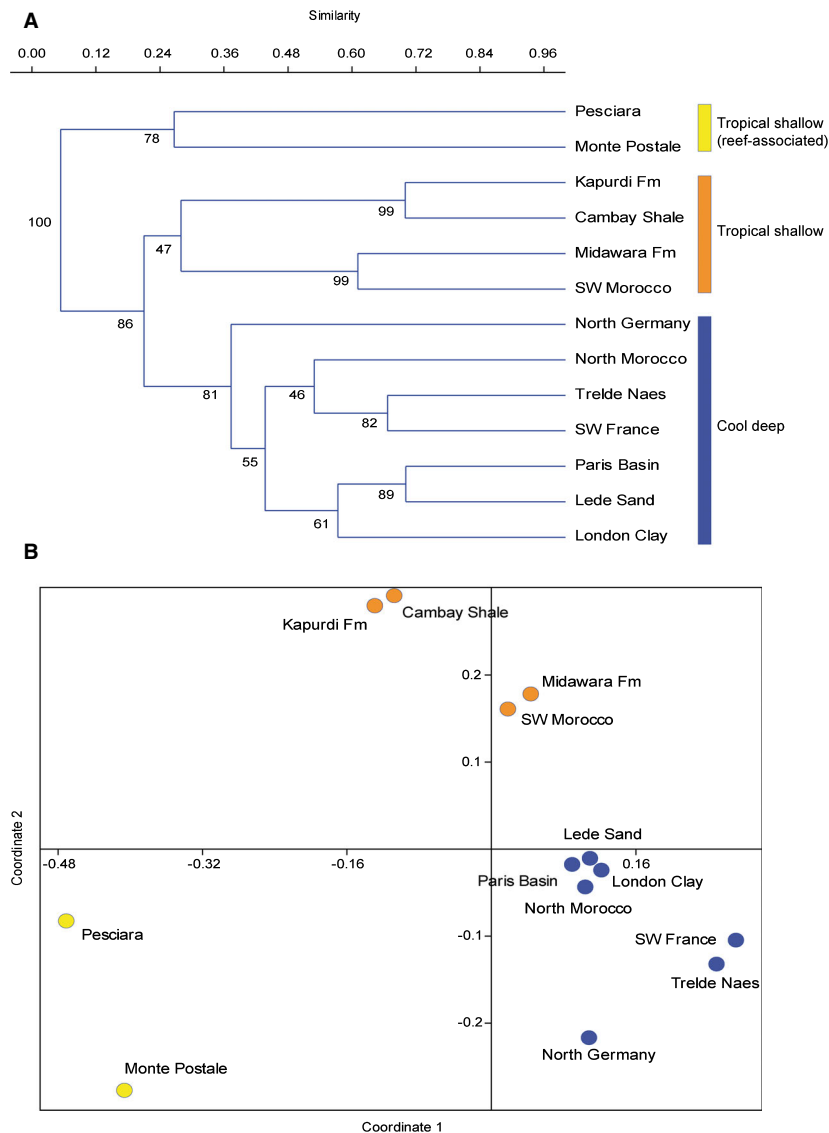 A
Similarity
0.00 0.12 0.24 0.36 0.48 0.60 0.72 0.84 0.96
Pesciara
78
Monte Postale
Tropical shallow
(reef-associated)
Kapurdi Fm
99
Cambay Shale
100
47
Tropical shallow
Midawara Fm
99
SW Morocco
86
North Germany
North Morocco
81
46
Trelde Naes
82
SW France
Cool deep
55
Paris Basin
89
Lede Sand
61
London Clay
B
Cambay Shale
Kapurdi Fm
0.2
Midawara Fm
SW Morocco
0.1
Coordinate 2
Lede Sand
-0.48 -0.32 -0.16 0.16
Paris Basin
London Clay
North Morocco
Pesciara
-0.1
SW France
Trelde Naes
-0.2
North Germany
Monte Postale
Coordinate 1